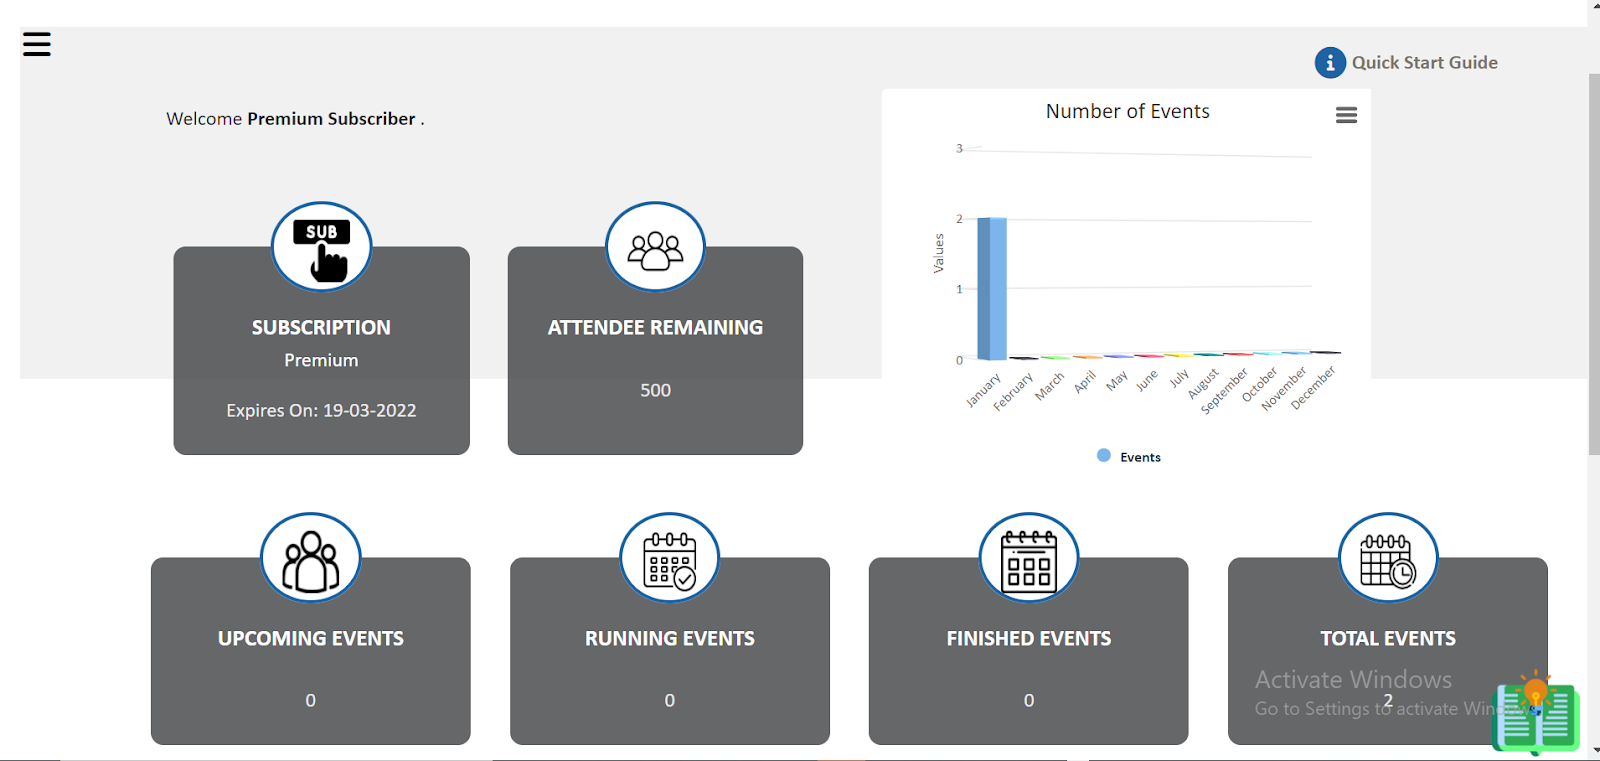 Quick Start Guide
Welcome Premium Subscriber .
Number of Events
3
2
1
0
Values
January
February
March
April
May
June
July
August
September
October
November
December
Events
SUB
SUBSCRIPTION
Premium
Expires On: 19-03-2022
ATTENDEE REMAINING
500
UPCOMING EVENTS
0
RUNNING EVENTS
0
FINISHED EVENTS
0
TOTAL EVENTS
2
Activate Windows
Go to Settings to activate Windows.